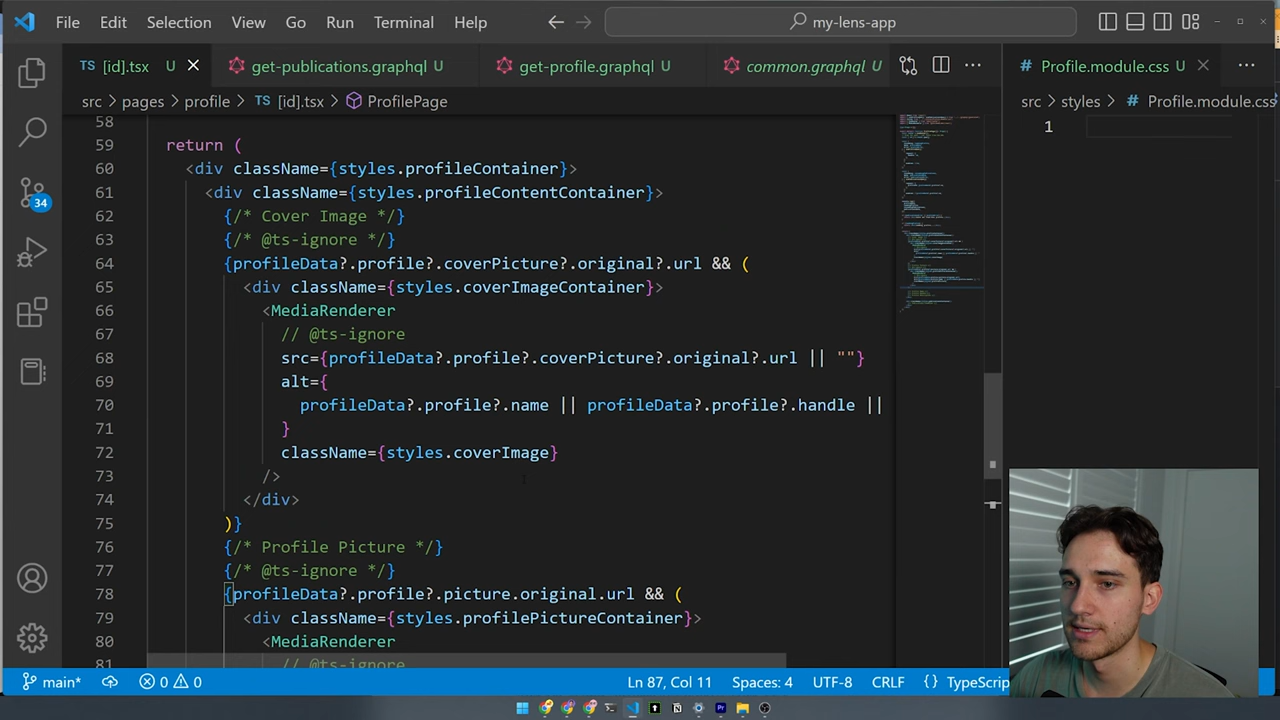 File Edit Selection View Go Run Terminal Help my-lens-app
TS [id].tsx U get-publications.graphql U get-profile.graphql U common.graphql U # Profile.module.css U
src > pages > profile > TS [id].tsx > ProfilePage src > styles > # Profile.module.css
58
59 return (
60 <div className={styles.profileContainer}>
61 <div className={styles.profileContentContainer}>
62 {/* Cover Image */}
63 {/* @ts-ignore */}
64 {profileData?.profile?.coverPicture?.original?.url && (
65 <div className={styles.coverImageContainer}>
66 <MediaRenderer
67 // @ts-ignore
68 src={profileData?.profile?.coverPicture?.original?.url || ""}
69 alt={
70 profileData?.profile?.name || profileData?.profile?.handle ||
71 }
72 className={styles.coverImage}
73 />
74 </div>
75 )}
76 {/* Profile Picture */}
77 {/* @ts-ignore */}
78 {profileData?.profile?.picture.original.url && (
79 <div className={styles.profilePictureContainer}>
80 <MediaRenderer
81 // @ts-ignore
1
34
main* 0 0 Ln 87, Col 11 Spaces: 4 UTF-8 CRLF {} TypeScrip